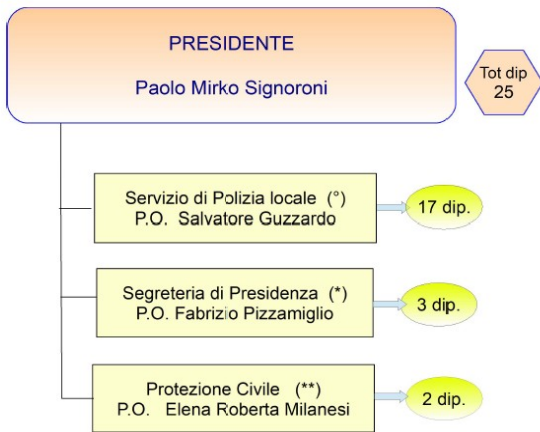 PRESIDENTE
Paolo Mirko Signoroni
Tot dip
25
Servizio di Polizia locale (°)
P.O. Salvatore Guzzardo
17 dip.
Segreteria di Presidenza (*)
P.O. Fabrizio Pizzamiglio
3 dip.
Protezione Civile (**)
P.O. Elena Roberta Milanesi
2 dip.